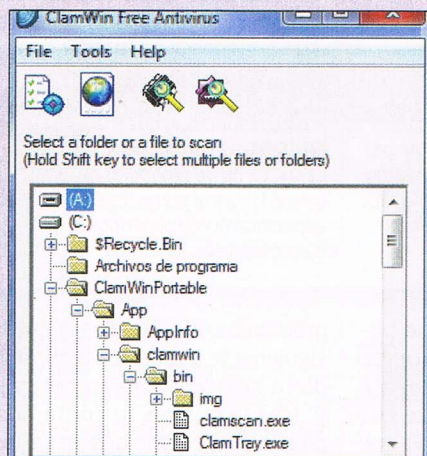 ClamWin Free Antivirus
File Tools Help
Select a folder or a file to scan
(Hold Shift key to select multiple files or folders)
(A:)
(C:)
$Recycle.Bin
Archivos de programa
ClamWinPortable
App
AppInfo
clamwin
bin
img
clamscan.exe
ClamTray.exe